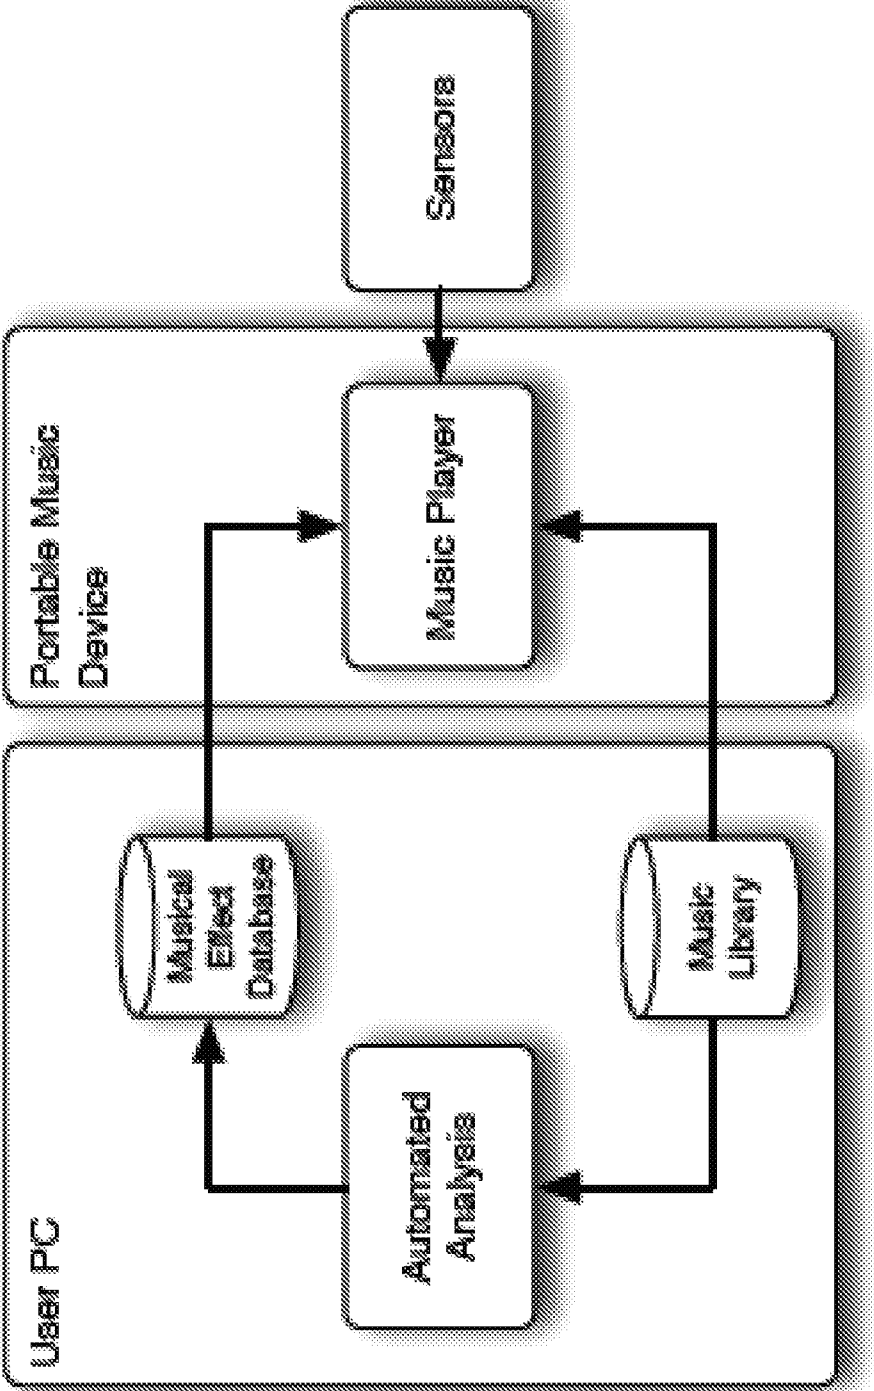 User PC
Automated
Analysis
Musical
Effect
Database
Music
Library
Portable Music
Device
Music Player
Sensors